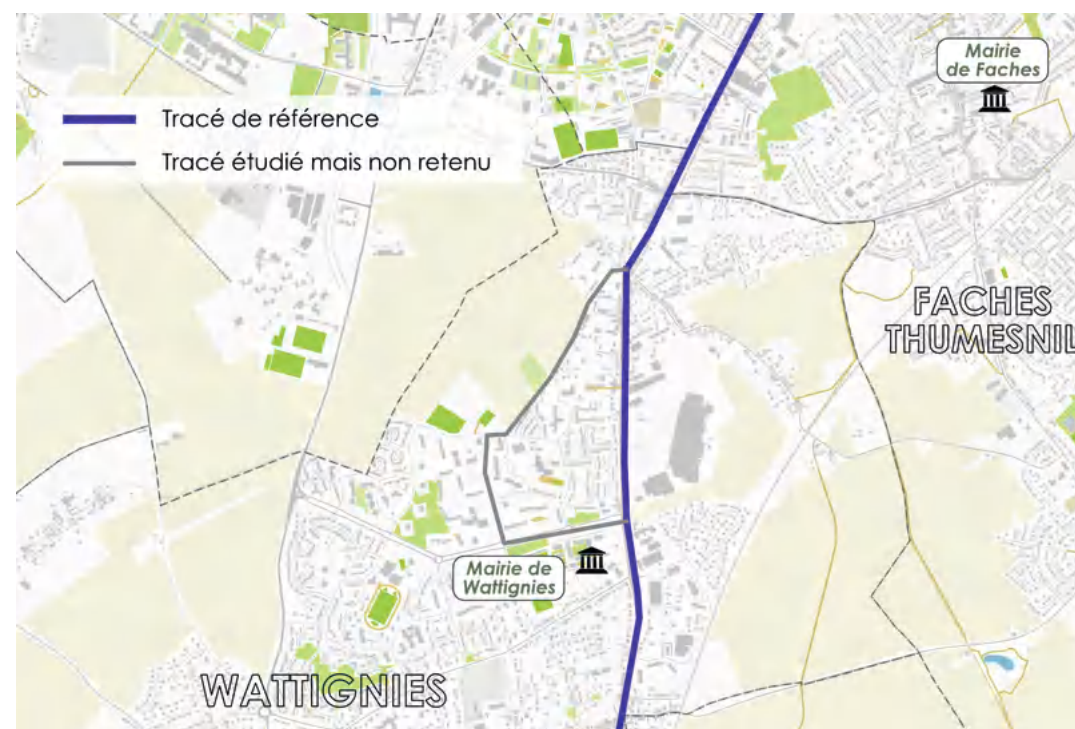 Mairie
de Faches
Tracé de référence
Tracé étudié mais non retenu
FACHES
THUMESNIL
Mairie de
Wattignies
WATTIGNIES